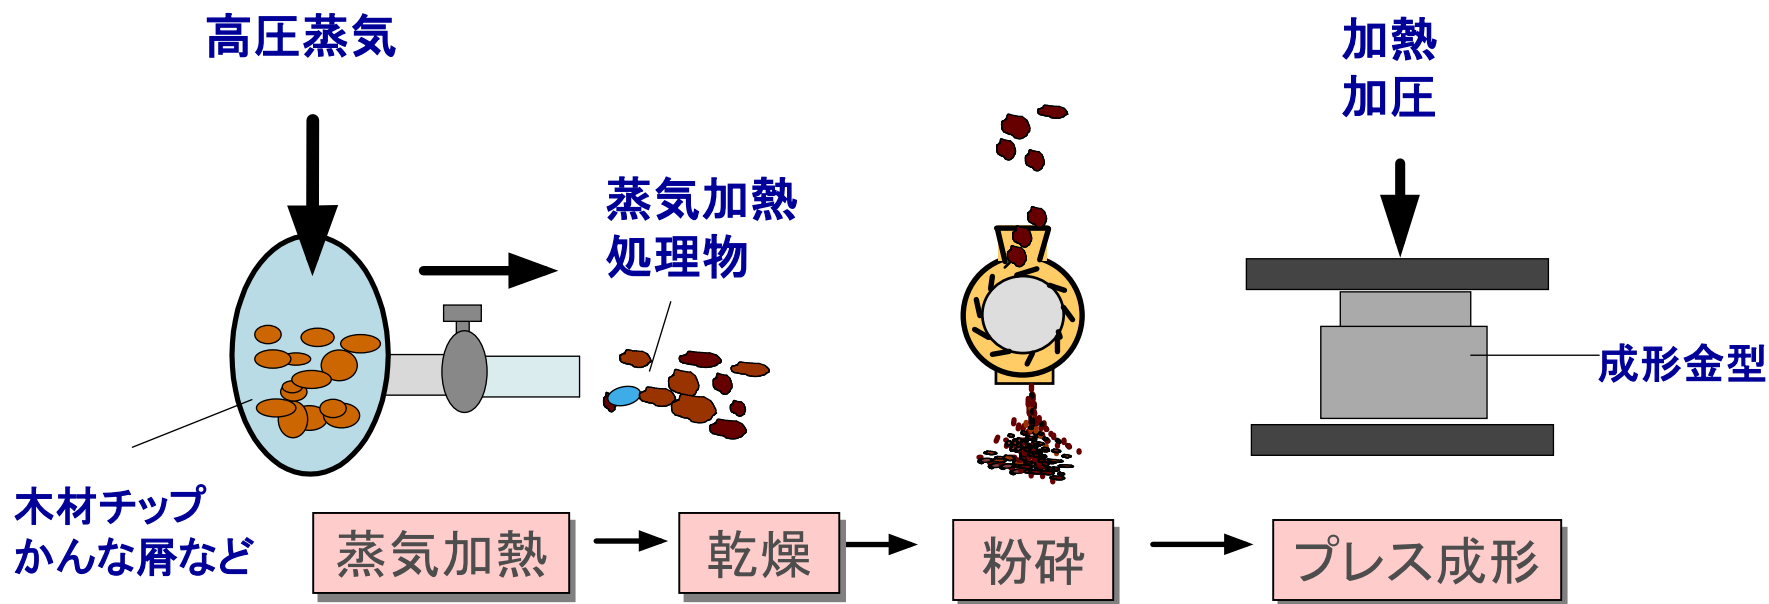 高圧蒸気
加熱
加圧
蒸気加熱
処理物
成形金型
木材チップ
かんな屑など
蒸気加熱
乾燥
粉砕
プレス成形